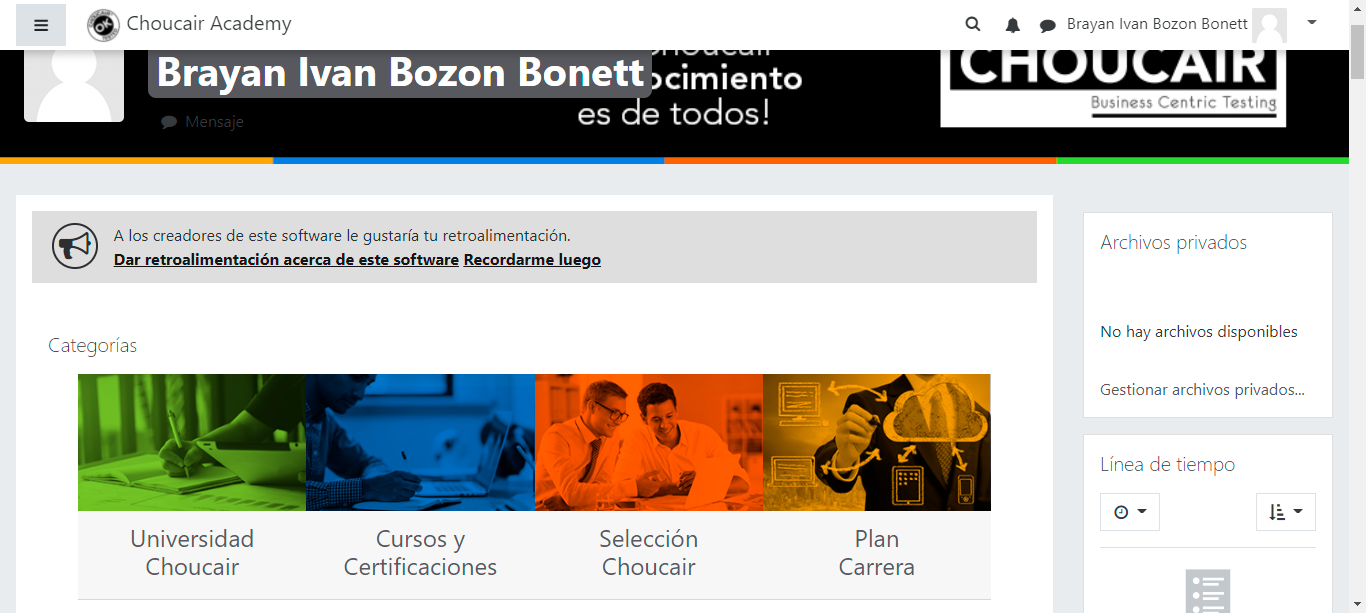 Choucair Academy
Brayan Ivan Bozon Bonett
Brayan Ivan Bozon Bonett
Mensaje
es de todos!
CHOUCAIR
Business Centric Testing
A los creadores de este software le gustaría tu retroalimentación.
Dar retroalimentación acerca de este software Recordarme luego
Categorías
Universidad
Choucair
Cursos y
Certificaciones
Selección
Choucair
Plan
Carrera
Archivos privados
No hay archivos disponibles
Gestionar archivos privados...
Línea de tiempo